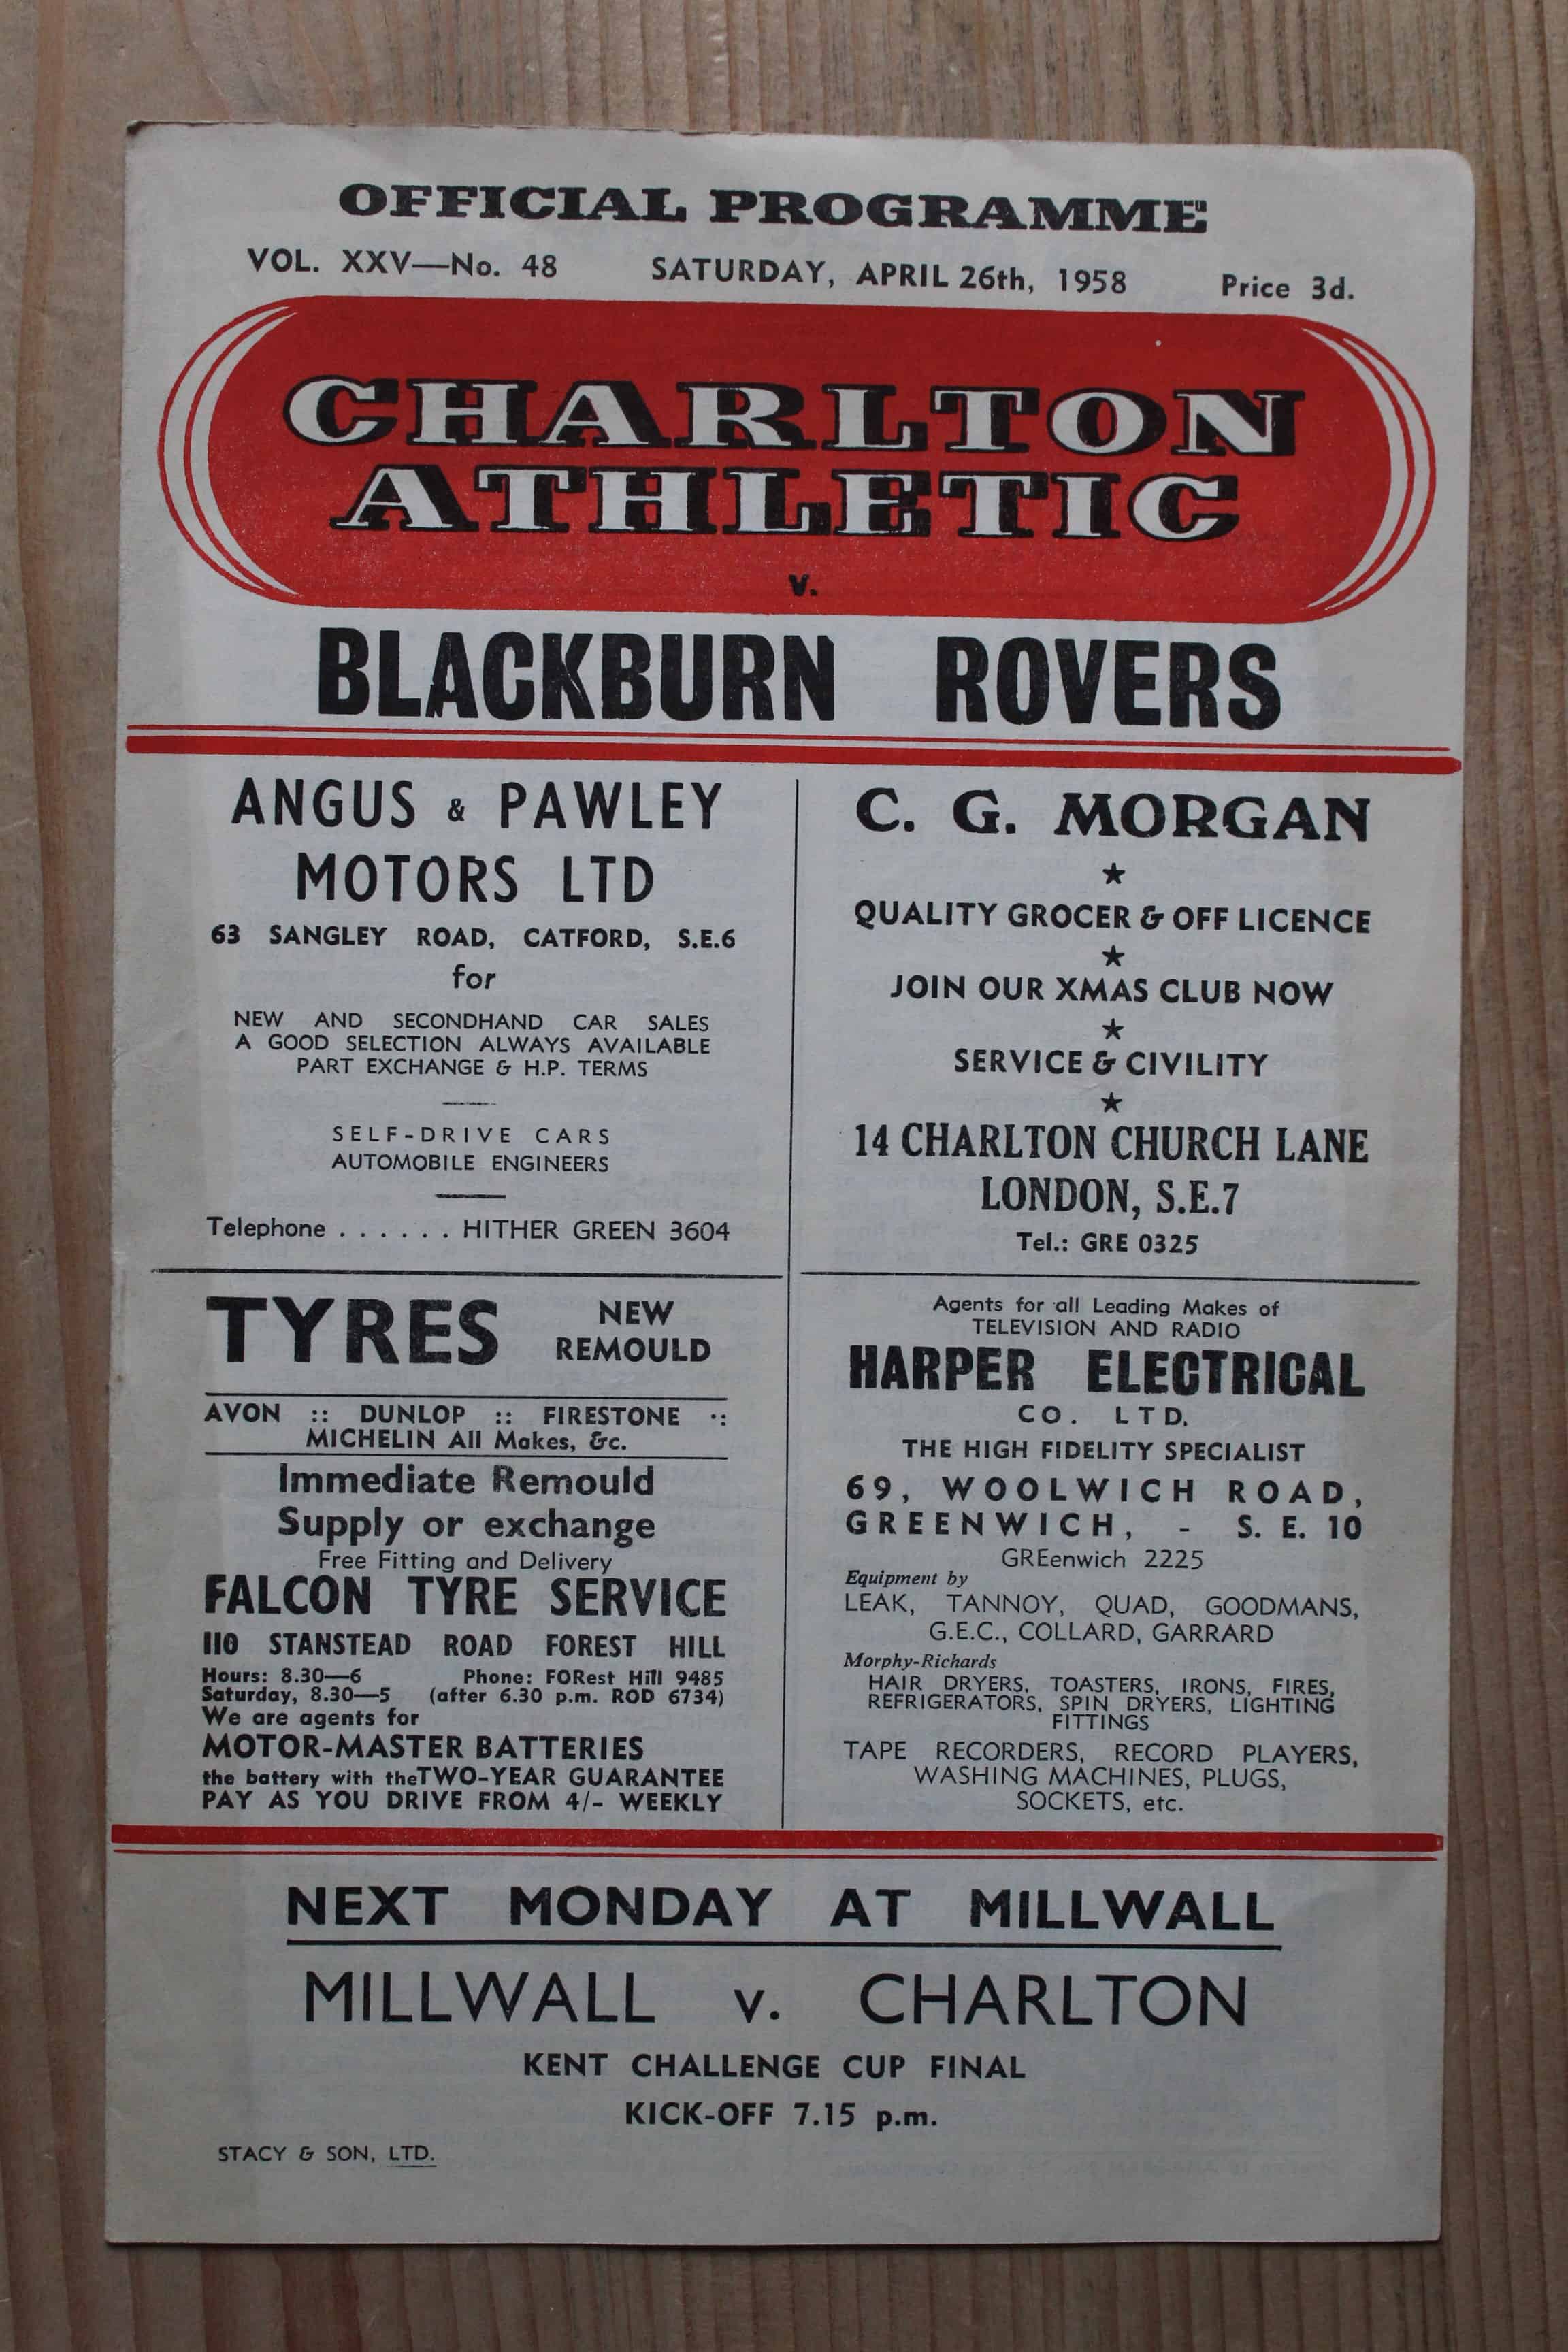 OFFICIAL PROGRAMME
VOL. XXV—No. 48 SATURDAY, APRIL 26th, 1958 Price 3d.
CHARLTON
ATHLETIC
v.
BLACKBURN ROVERS
ANGUS & PAWLEY
MOTORS LTD
63 SANGLEY ROAD, CATFORD, S.E.6
for
NEW AND SECONDHAND CAR SALES
A GOOD SELECTION ALWAYS AVAILABLE
PART EXCHANGE & H.P. TERMS
SELF-DRIVE CARS
AUTOMOBILE ENGINEERS
Telephone . . . . . . HITHER GREEN 3604
C. G. MORGAN
★
QUALITY GROCER & OFF LICENCE
★
JOIN OUR XMAS CLUB NOW
★
SERVICE & CIVILITY
★
14 CHARLTON CHURCH LANE
LONDON, S.E.7
Tel.: GRE 0325
TYRES NEW
REMOULD
AVON :: DUNLOP :: FIRESTONE ::
MICHELIN All Makes, &c.
Immediate Remould
Supply or exchange
Free Fitting and Delivery
FALCON TYRE SERVICE
110 STANSTEAD ROAD FOREST HILL
Hours: 8.30—6 Phone: FORest Hill 9485
Saturday, 8.30—5 (after 6.30 p.m. ROD 6734)
We are agents for
MOTOR-MASTER BATTERIES
the battery with theTWO-YEAR GUARANTEE
PAY AS YOU DRIVE FROM 4/- WEEKLY
Agents for all Leading Makes of
TELEVISION AND RADIO
HARPER ELECTRICAL
CO. LTD.
THE HIGH FIDELITY SPECIALIST
69, WOOLWICH ROAD,
GREENWICH, - S. E. 10
GREenwich 2225
Equipment by
LEAK, TANNOY, QUAD, GOODMANS,
G.E.C., COLLARD, GARRARD
Morphy-Richards
HAIR DRYERS, TOASTERS, IRONS, FIRES,
REFRIGERATORS, SPIN DRYERS, LIGHTING
FITTINGS
TAPE RECORDERS, RECORD PLAYERS,
WASHING MACHINES, PLUGS,
SOCKETS, etc.
NEXT MONDAY AT MILLWALL
MILLWALL v. CHARLTON
KENT CHALLENGE CUP FINAL
KICK-OFF 7.15 p.m.
STACY & SON, LTD.